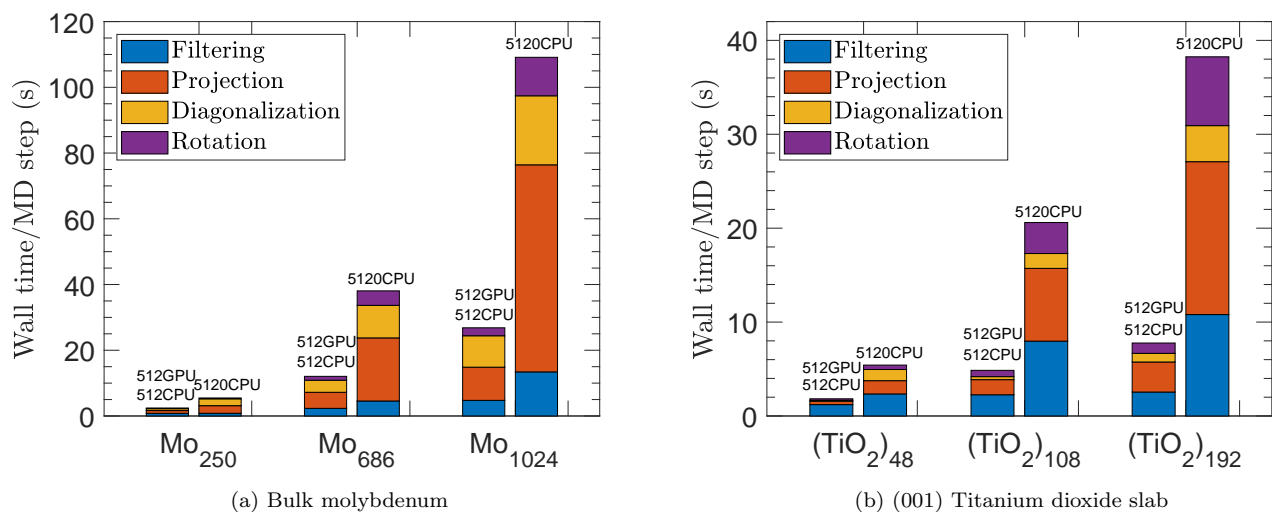 120
100
80
60
40
20
0
Wall time/MD step (s)
Filtering
Projection
Diagonalization
Rotation
512GPU
512CPU
5120CPU
512GPU
512CPU
5120CPU
512GPU
512CPU
5120CPU
Mo250
Mo686
Mo1024
(a) Bulk molybdenum
40
30
20
10
0
Wall time/MD step (s)
Filtering
Projection
Diagonalization
Rotation
512GPU
512CPU
5120CPU
512GPU
512CPU
5120CPU
512GPU
512CPU
5120CPU
(TiO2)48
(TiO2)108
(TiO2)192
(b) (001) Titanium dioxide slab